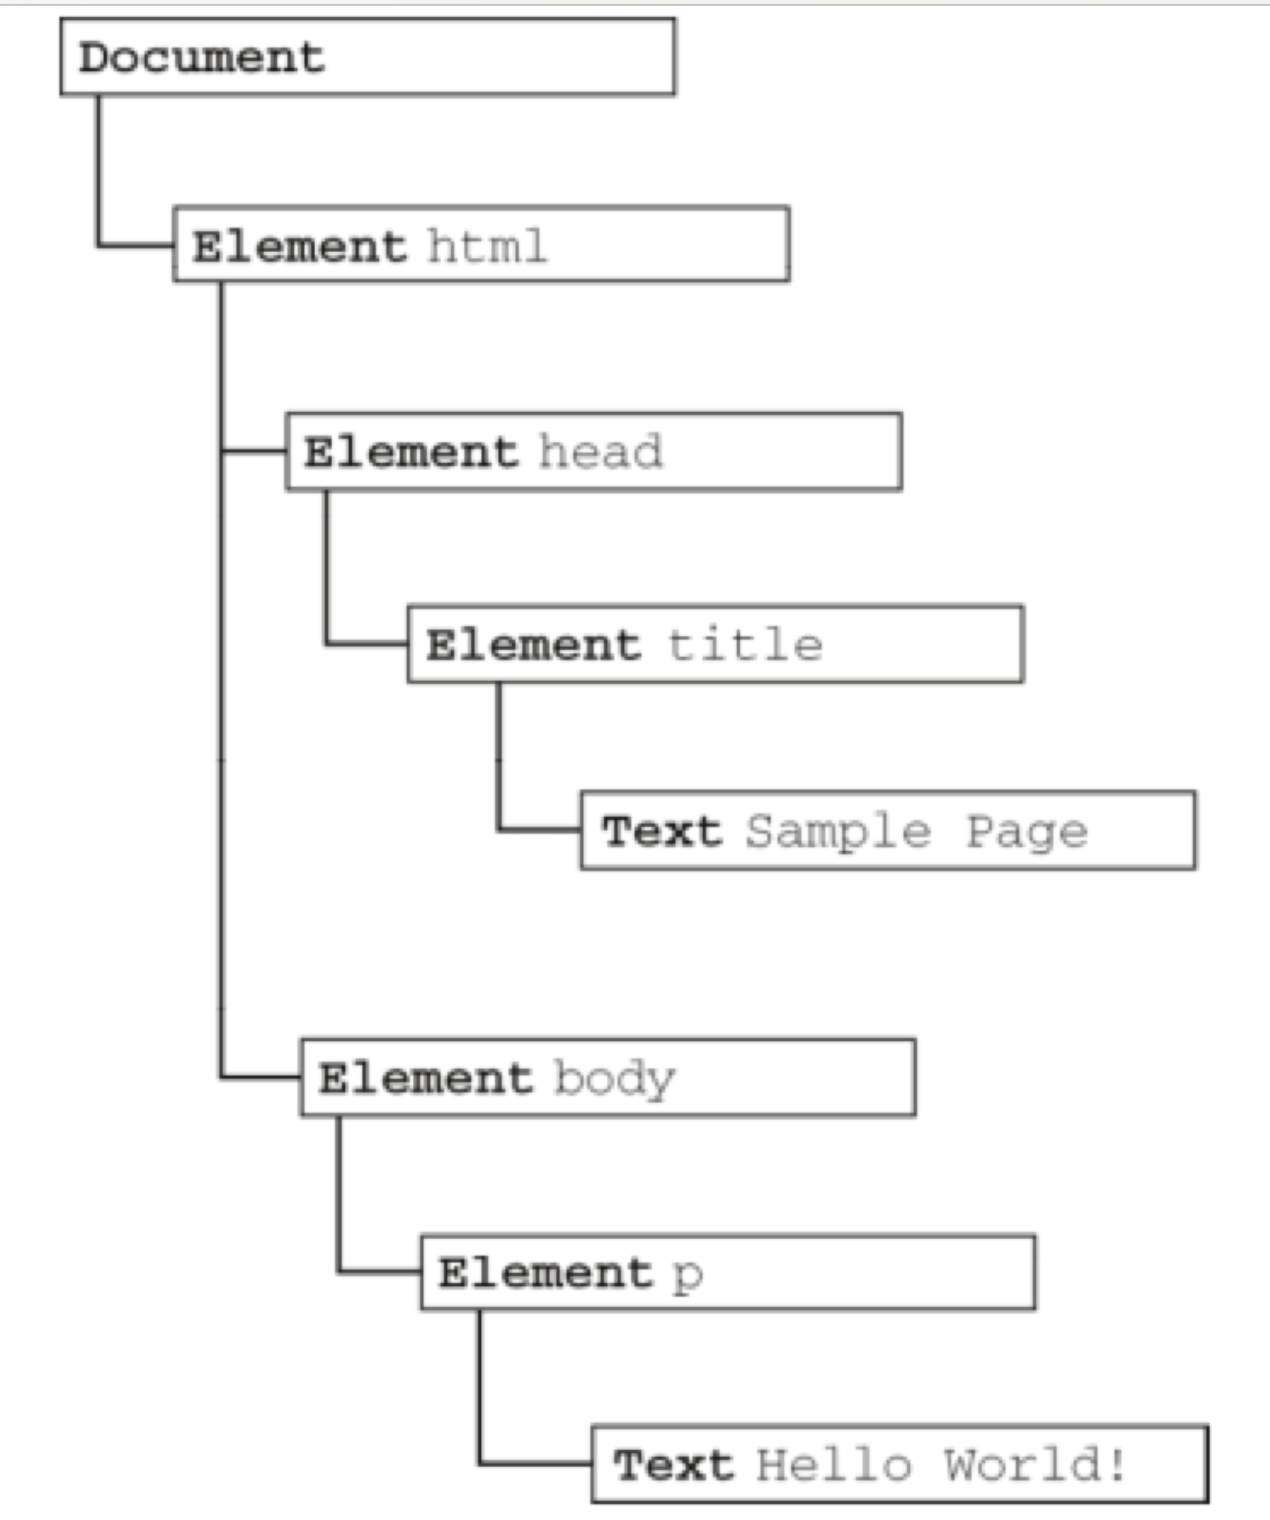 Document
Element html
Element head
Element title
Text Sample Page
Element body
Element p
Text Hello World!